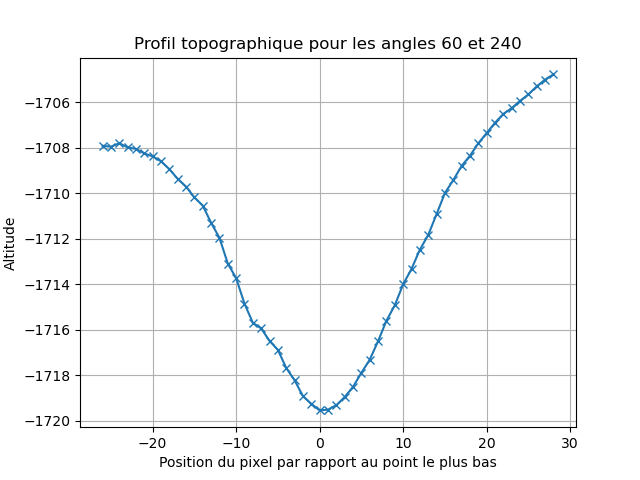 Profil topographique pour les angles 60 et 240
Altitude
−1706
−1708
−1710
−1712
−1714
−1716
−1718
−1720
−20 −10 0 10 20 30
Position du pixel par rapport au point le plus bas